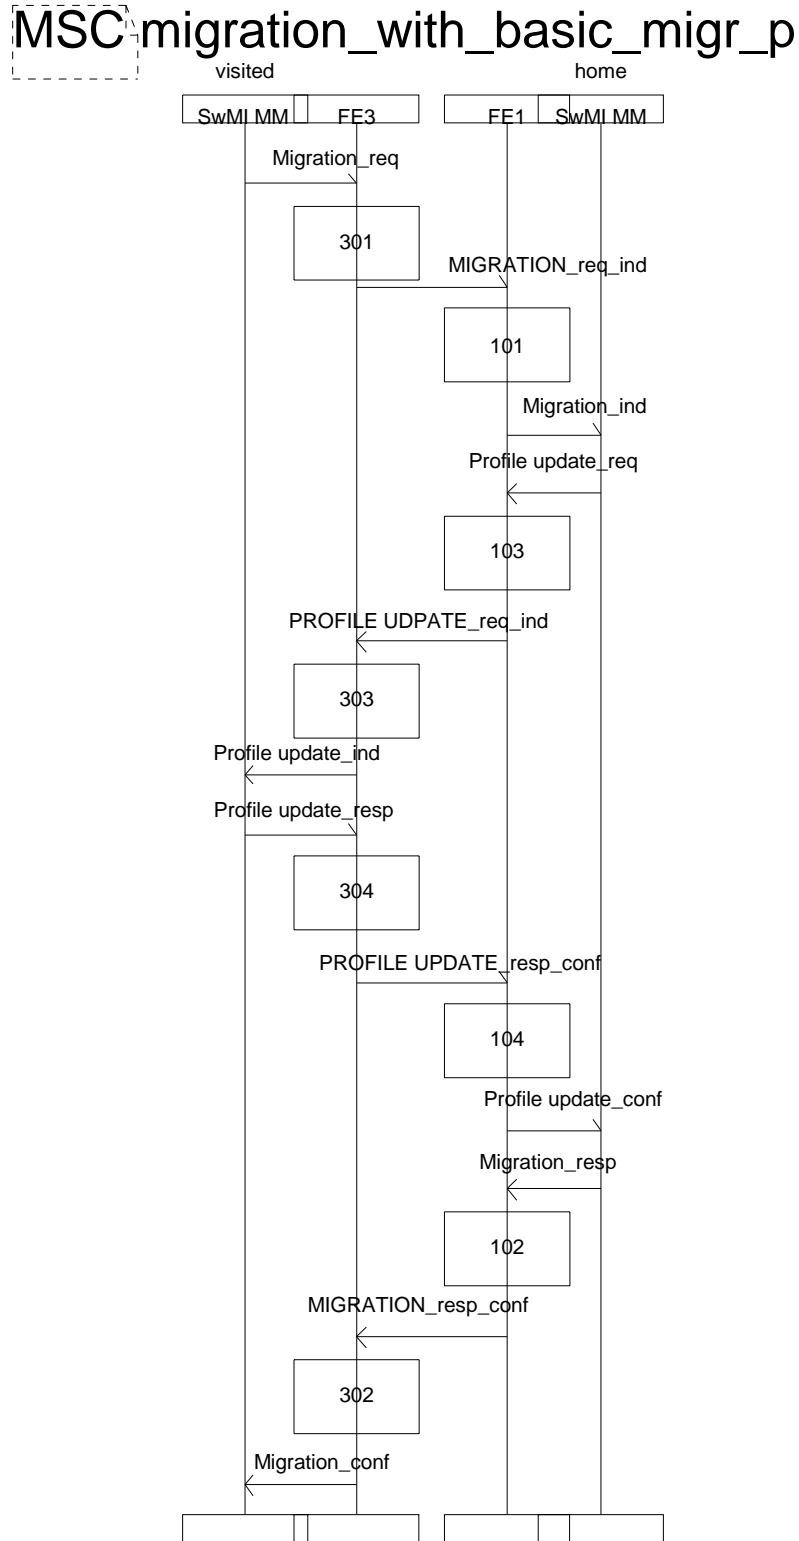 MSC migration_with_basic_migr_p
visited home
SwMI MM FE3 FE1 SwMI MM
Migration_req
301
MIGRATION_req_ind
101
Migration_ind
Profile update_req
103
PROFILE UDPATE_req_ind
303
Profile update_ind
Profile update_resp
304
PROFILE UPDATE_resp_conf
104
Profile update_conf
Migration_resp
102
MIGRATION_resp_conf
302
Migration_conf